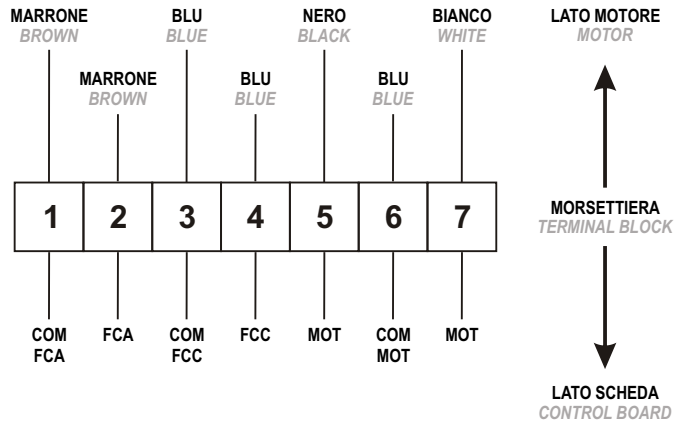 MARRONE BLU NERO BIANCO LATO MOTORE
BROWN BLUE BLACK WHITE MOTOR
MARRONE BLU BLU
BROWN BLUE BLUE
1 2 3 4 5 6 7
MORSETTIERA
TERMINAL BLOCK
COM FCA COM FCC MOT COM MOT
FCA FCC MOT
LATO SCHEDA
CONTROL BOARD